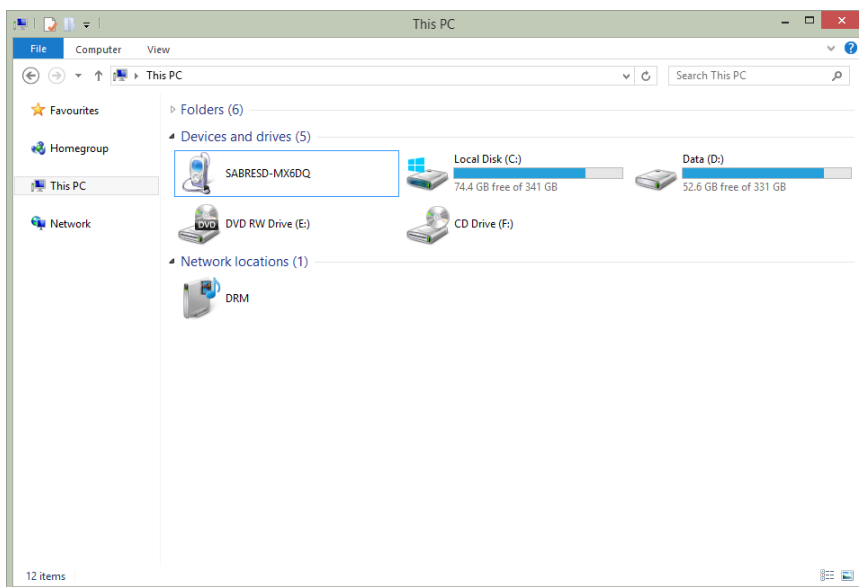 This PC
File Computer View
This PC Search This PC
Favourites
Homegroup
This PC
Network
Folders (6)
Devices and drives (5)
SABRESD-MX6DQ
Local Disk (C:)
74.4 GB free of 341 GB
Data (D:)
52.6 GB free of 331 GB
DVD
DVD RW Drive (E:)
CD Drive (F:)
Network locations (1)
DRM
12 items